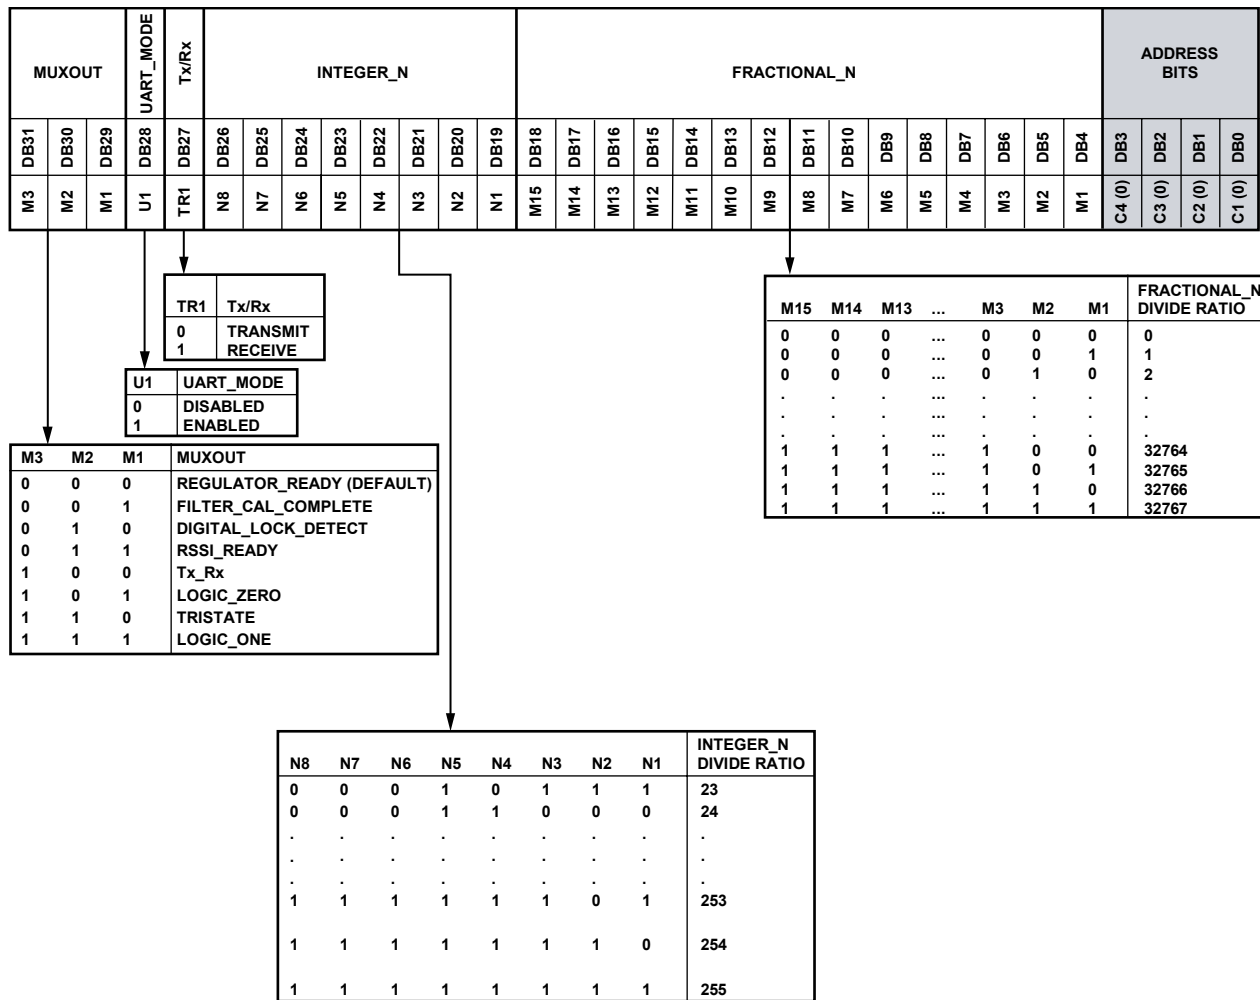 MUXOUT UART_MODE Tx/Rx INTEGER_N FRACTIONAL_N ADDRESS BITS
DB31 DB30 DB29 DB28 DB27 DB26 DB25 DB24 DB23 DB22 DB21 DB20 DB19 DB18 DB17 DB16 DB15 DB14 DB13 DB12 DB11 DB10 DB9 DB8 DB7 DB6 DB5 DB4 DB3 DB2 DB1 DB0
M3 M2 M1 U1 TR1 N8 N7 N6 N5 N4 N3 N2 N1 M15 M14 M13 M12 M11 M10 M9 M8 M7 M6 M5 M4 M3 M2 M1 C4 (0) C3 (0) C2 (0) C1 (0)
TR1 Tx/Rx
0 TRANSMIT
1 RECEIVE
U1 UART_MODE
0 DISABLED
1 ENABLED
M3 M2 M1 MUXOUT
0 0 0 REGULATOR_READY (DEFAULT)
0 0 1 FILTER_CAL_COMPLETE
0 1 0 DIGITAL_LOCK_DETECT
0 1 1 RSSI_READY
1 0 0 Tx_Rx
1 0 1 LOGIC_ZERO
1 1 0 TRISTATE
1 1 1 LOGIC_ONE
M15 M14 M13 ... M3 M2 M1 FRACTIONAL_N DIVIDE RATIO
0 0 0 ... 0 0 0 0
0 0 0 ... 0 0 1 1
0 0 0 ... 0 1 0 2
. . . ... . . . .
. . . ... . . . .
. . . ... . . . .
1 1 1 ... 1 0 0 32764
1 1 1 ... 1 0 1 32765
1 1 1 ... 1 1 0 32766
1 1 1 ... 1 1 1 32767
N8 N7 N6 N5 N4 N3 N2 N1 INTEGER_N DIVIDE RATIO
0 0 0 1 0 1 1 1 23
0 0 0 1 1 0 0 0 24
. . . . . . . . .
. . . . . . . . .
. . . . . . . . .
1 1 1 1 1 1 0 1 253
1 1 1 1 1 1 1 0 254
1 1 1 1 1 1 1 1 255